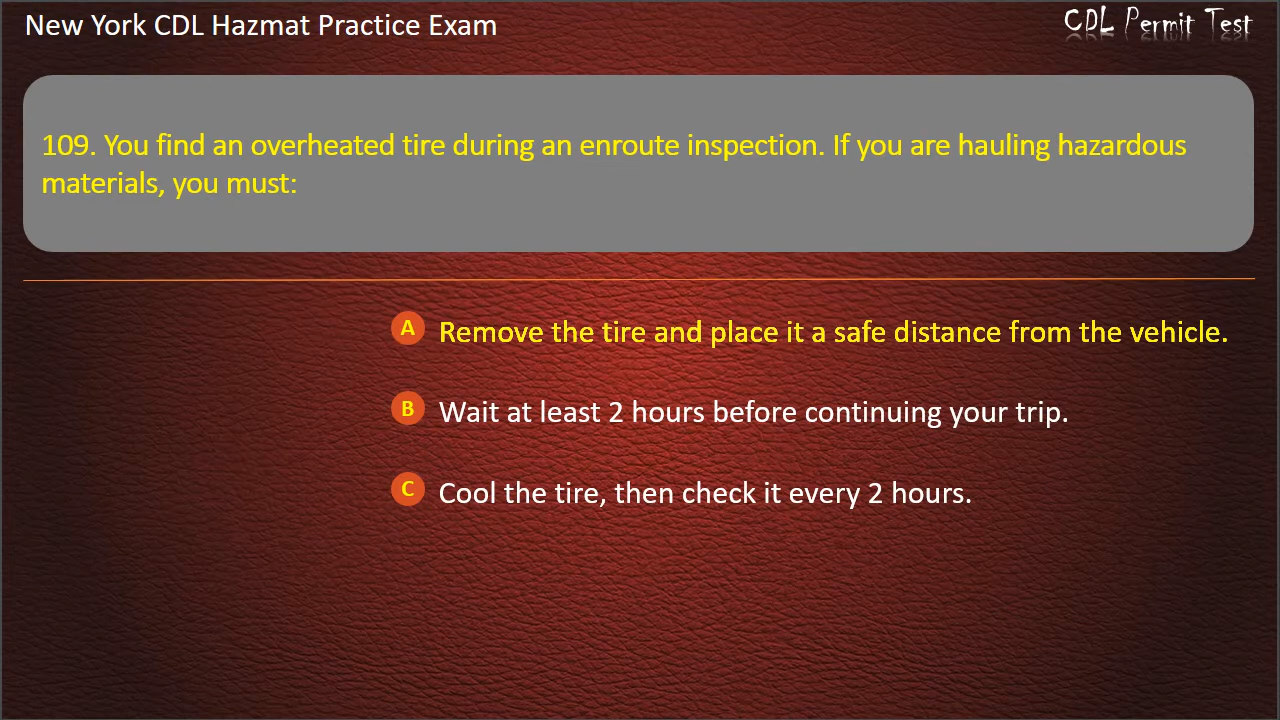 New York CDL Hazmat Practice Exam
CDL Permit Test
109. You find an overheated tire during an enroute inspection. If you are hauling hazardous
materials, you must:
A Remove the tire and place it a safe distance from the vehicle.
B Wait at least 2 hours before continuing your trip.
C Cool the tire, then check it every 2 hours.